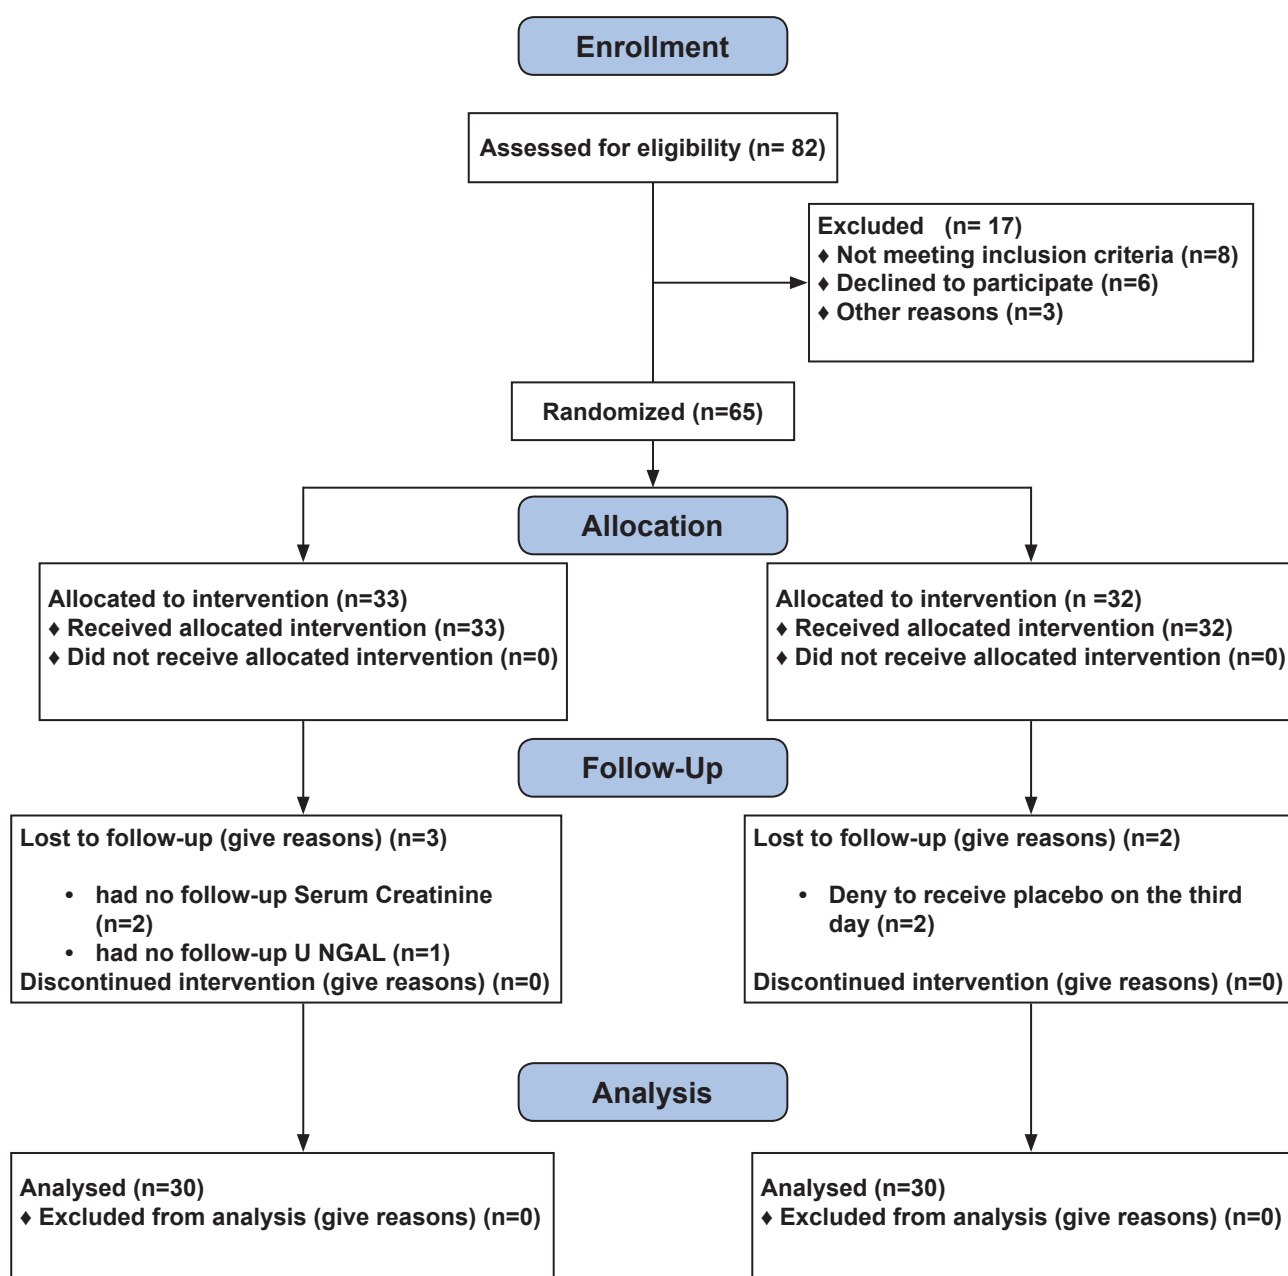 Enrollment
Assessed for eligibility (n= 82)
Excluded   (n= 17)
♦ Not meeting inclusion criteria (n=8)
♦ Declined to participate (n=6)
♦ Other reasons (n=3)
Randomized (n=65)
Allocation
Allocated to intervention (n=33)
♦ Received allocated intervention (n=33)
♦ Did not receive allocated intervention (n=0)
Allocated to intervention (n =32)
♦ Received allocated intervention (n=32)
♦ Did not receive allocated intervention (n=0)
Follow-Up
Lost to follow-up (give reasons) (n=3)
• had no follow-up Serum Creatinine
(n=2)
• had no follow-up U NGAL (n=1)
Discontinued intervention (give reasons) (n=0)
Lost to follow-up (give reasons) (n=2)
• Deny to receive placebo on the third
day (n=2)
Discontinued intervention (give reasons) (n=0)
Analysis
Analysed (n=30)
♦ Excluded from analysis (give reasons) (n=0)
Analysed (n=30)
♦ Excluded from analysis (give reasons) (n=0)